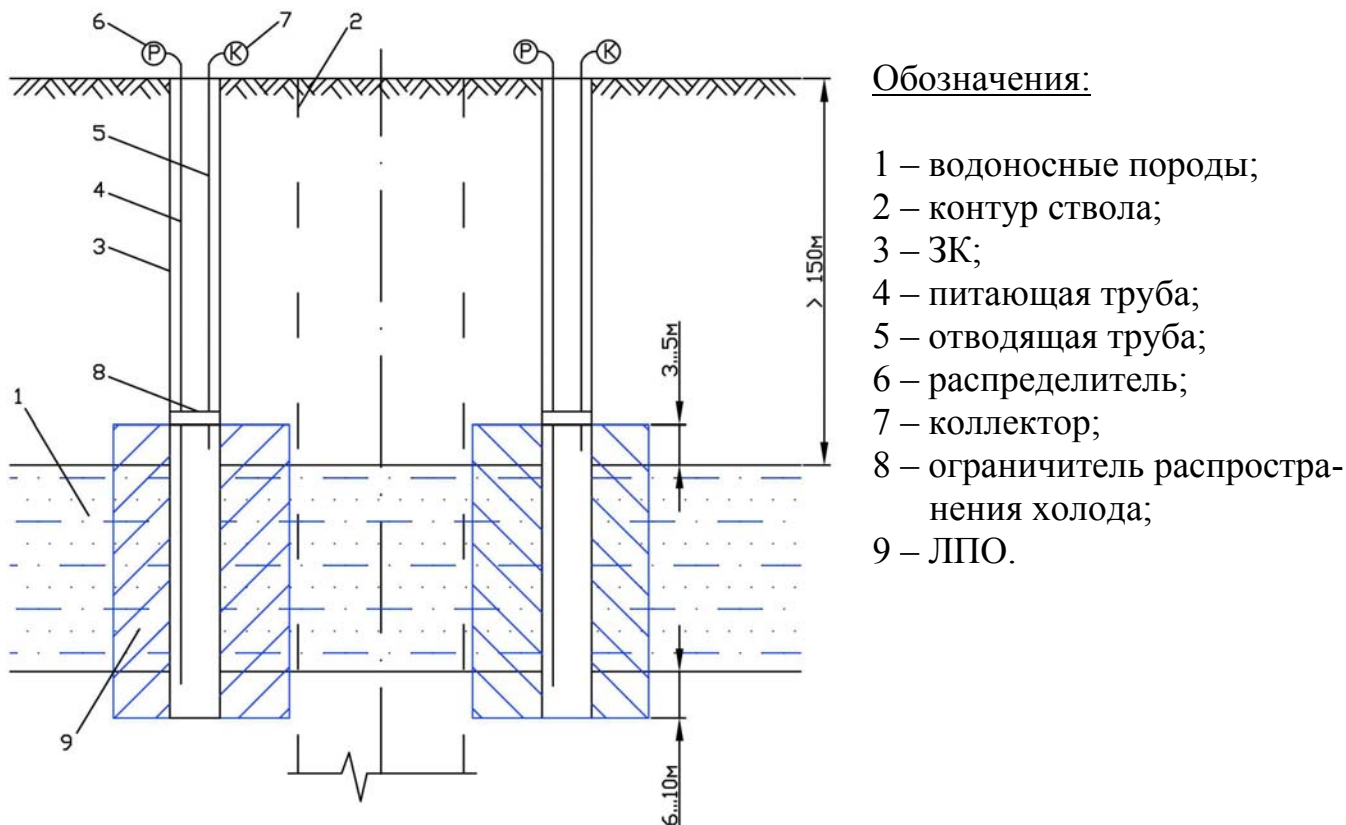 6
7
2
Р
К
Р
К
Обозначения:
1 – водоносные породы;
2 – контур ствола;
3 – ЗК;
4 – питающая труба;
5 – отводящая труба;
6 – распределитель;
7 – коллектор;
8 – ограничитель распростра-
нения холода;
9 – ЛПО.
5
4
3
> 150м
3...5м
8
1
9
6...10м